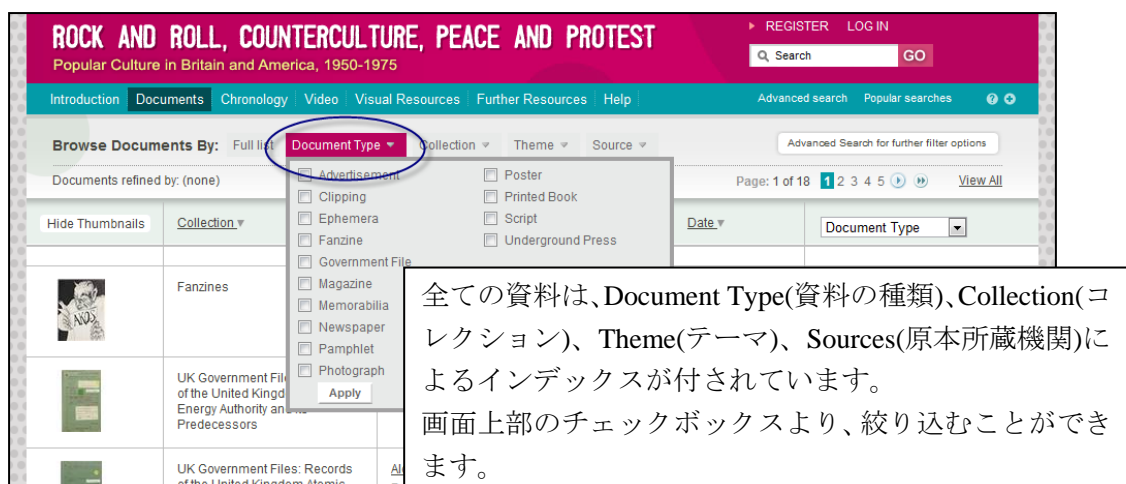 ROCK AND ROLL, COUNTERCULTURE, PEACE AND PROTEST
Popular Culture in Britain and America, 1950-1975
REGISTER LOG IN
Search GO
Introduction Documents Chronology Video Visual Resources Further Resources Help
Advanced search Popular searches
Browse Documents By: Full list Document Type Collection Theme Source
Advanced Search for further filter options
Documents refined by: (none)
Page: 1 of 18 1 2 3 4 5 View All
Hide Thumbnails Collection Date Document Type
Advertisement
Clipping
Ephemera
Fanzine
Government File
Magazine
Memorabilia
Newspaper
Pamphlet
Photograph
Apply
Poster
Printed Book
Script
Underground Press
Fanzines
UK Government
of the United
Energy Authority and
Predecessors
UK Government Files: Records
of the United Kingdom Atomic
全ての資料は、Document Type(資料の種類)、Collection(コ
レクション)、Theme(テーマ)、Sources(原本所蔵機関)に
よるインデックスが付されています。
画面上部のチェックボックスより、絞り込むことができ
ます。